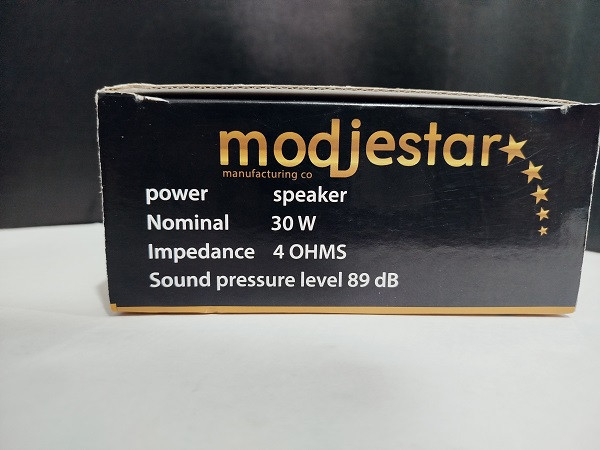 modjestar
manufacturing co
power speaker
Nominal 30 W
Impedance 4 OHMS
Sound pressure level 89 dB